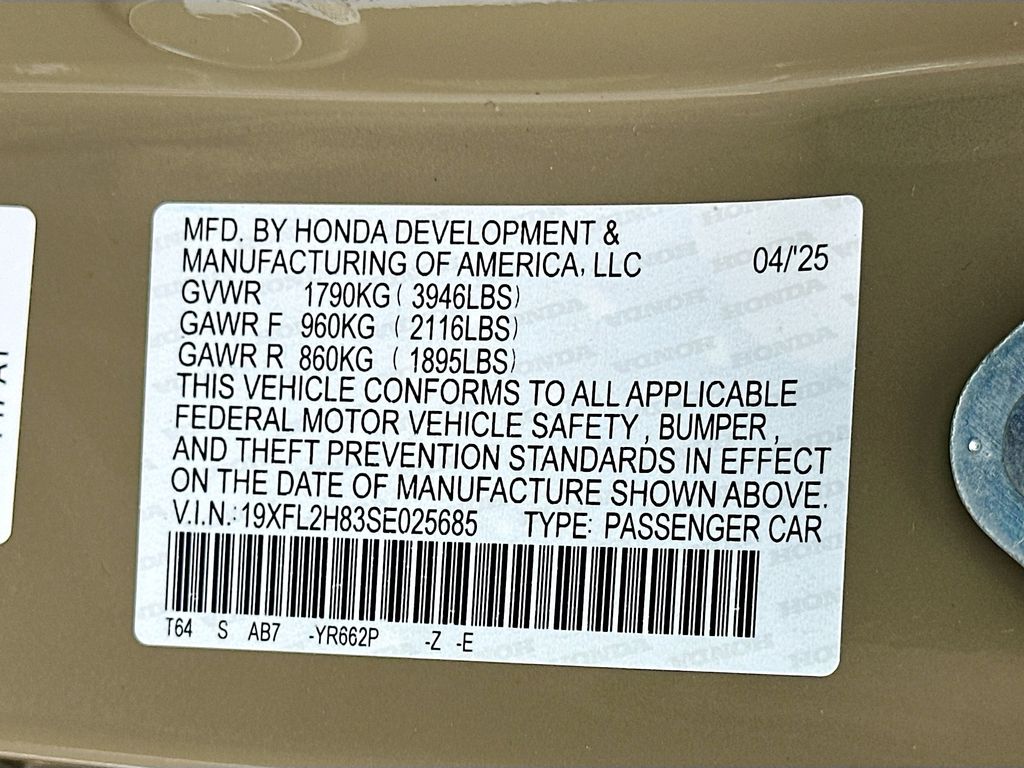 MFD. BY HONDA DEVELOPMENT &
MANUFACTURING OF AMERICA, LLC 04/'25
GVWR 1790KG ( 3946LBS)
GAWR F 960KG ( 2116LBS)
GAWR R 860KG ( 1895LBS)
THIS VEHICLE CONFORMS TO ALL APPLICABLE
FEDERAL MOTOR VEHICLE SAFETY , BUMPER ,
AND THEFT PREVENTION STANDARDS IN EFFECT
ON THE DATE OF MANUFACTURE SHOWN ABOVE.
V.I.N.: 19XFL2H83SE025685 TYPE: PASSENGER CAR
T64 S AB7 -YR662P -Z -E